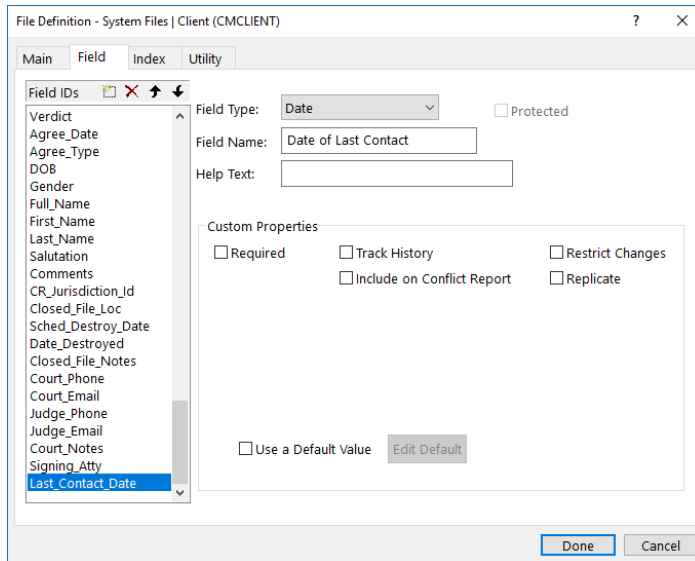 File Definition - System Files | Client (CMCLIENT)
Main Field Index Utility
Field IDs
Verdict
Agree_Date
Agree_Type
DOB
Gender
Full_Name
First_Name
Last_Name
Salutation
Comments
CR_Jurisdiction_Id
Closed_File_Loc
Sched_Destroy_Date
Date_Destroyed
Closed_File_Notes
Court_Phone
Court_Email
Judge_Phone
Judge_Email
Court_Notes
Signing_Atty
Last_Contact_Date
Field Type: Date Protected
Field Name: Date of Last Contact
Help Text:
Custom Properties
Required Track History Restrict Changes
Include on Conflict Report Replicate
Use a Default Value Edit Default
Done Cancel